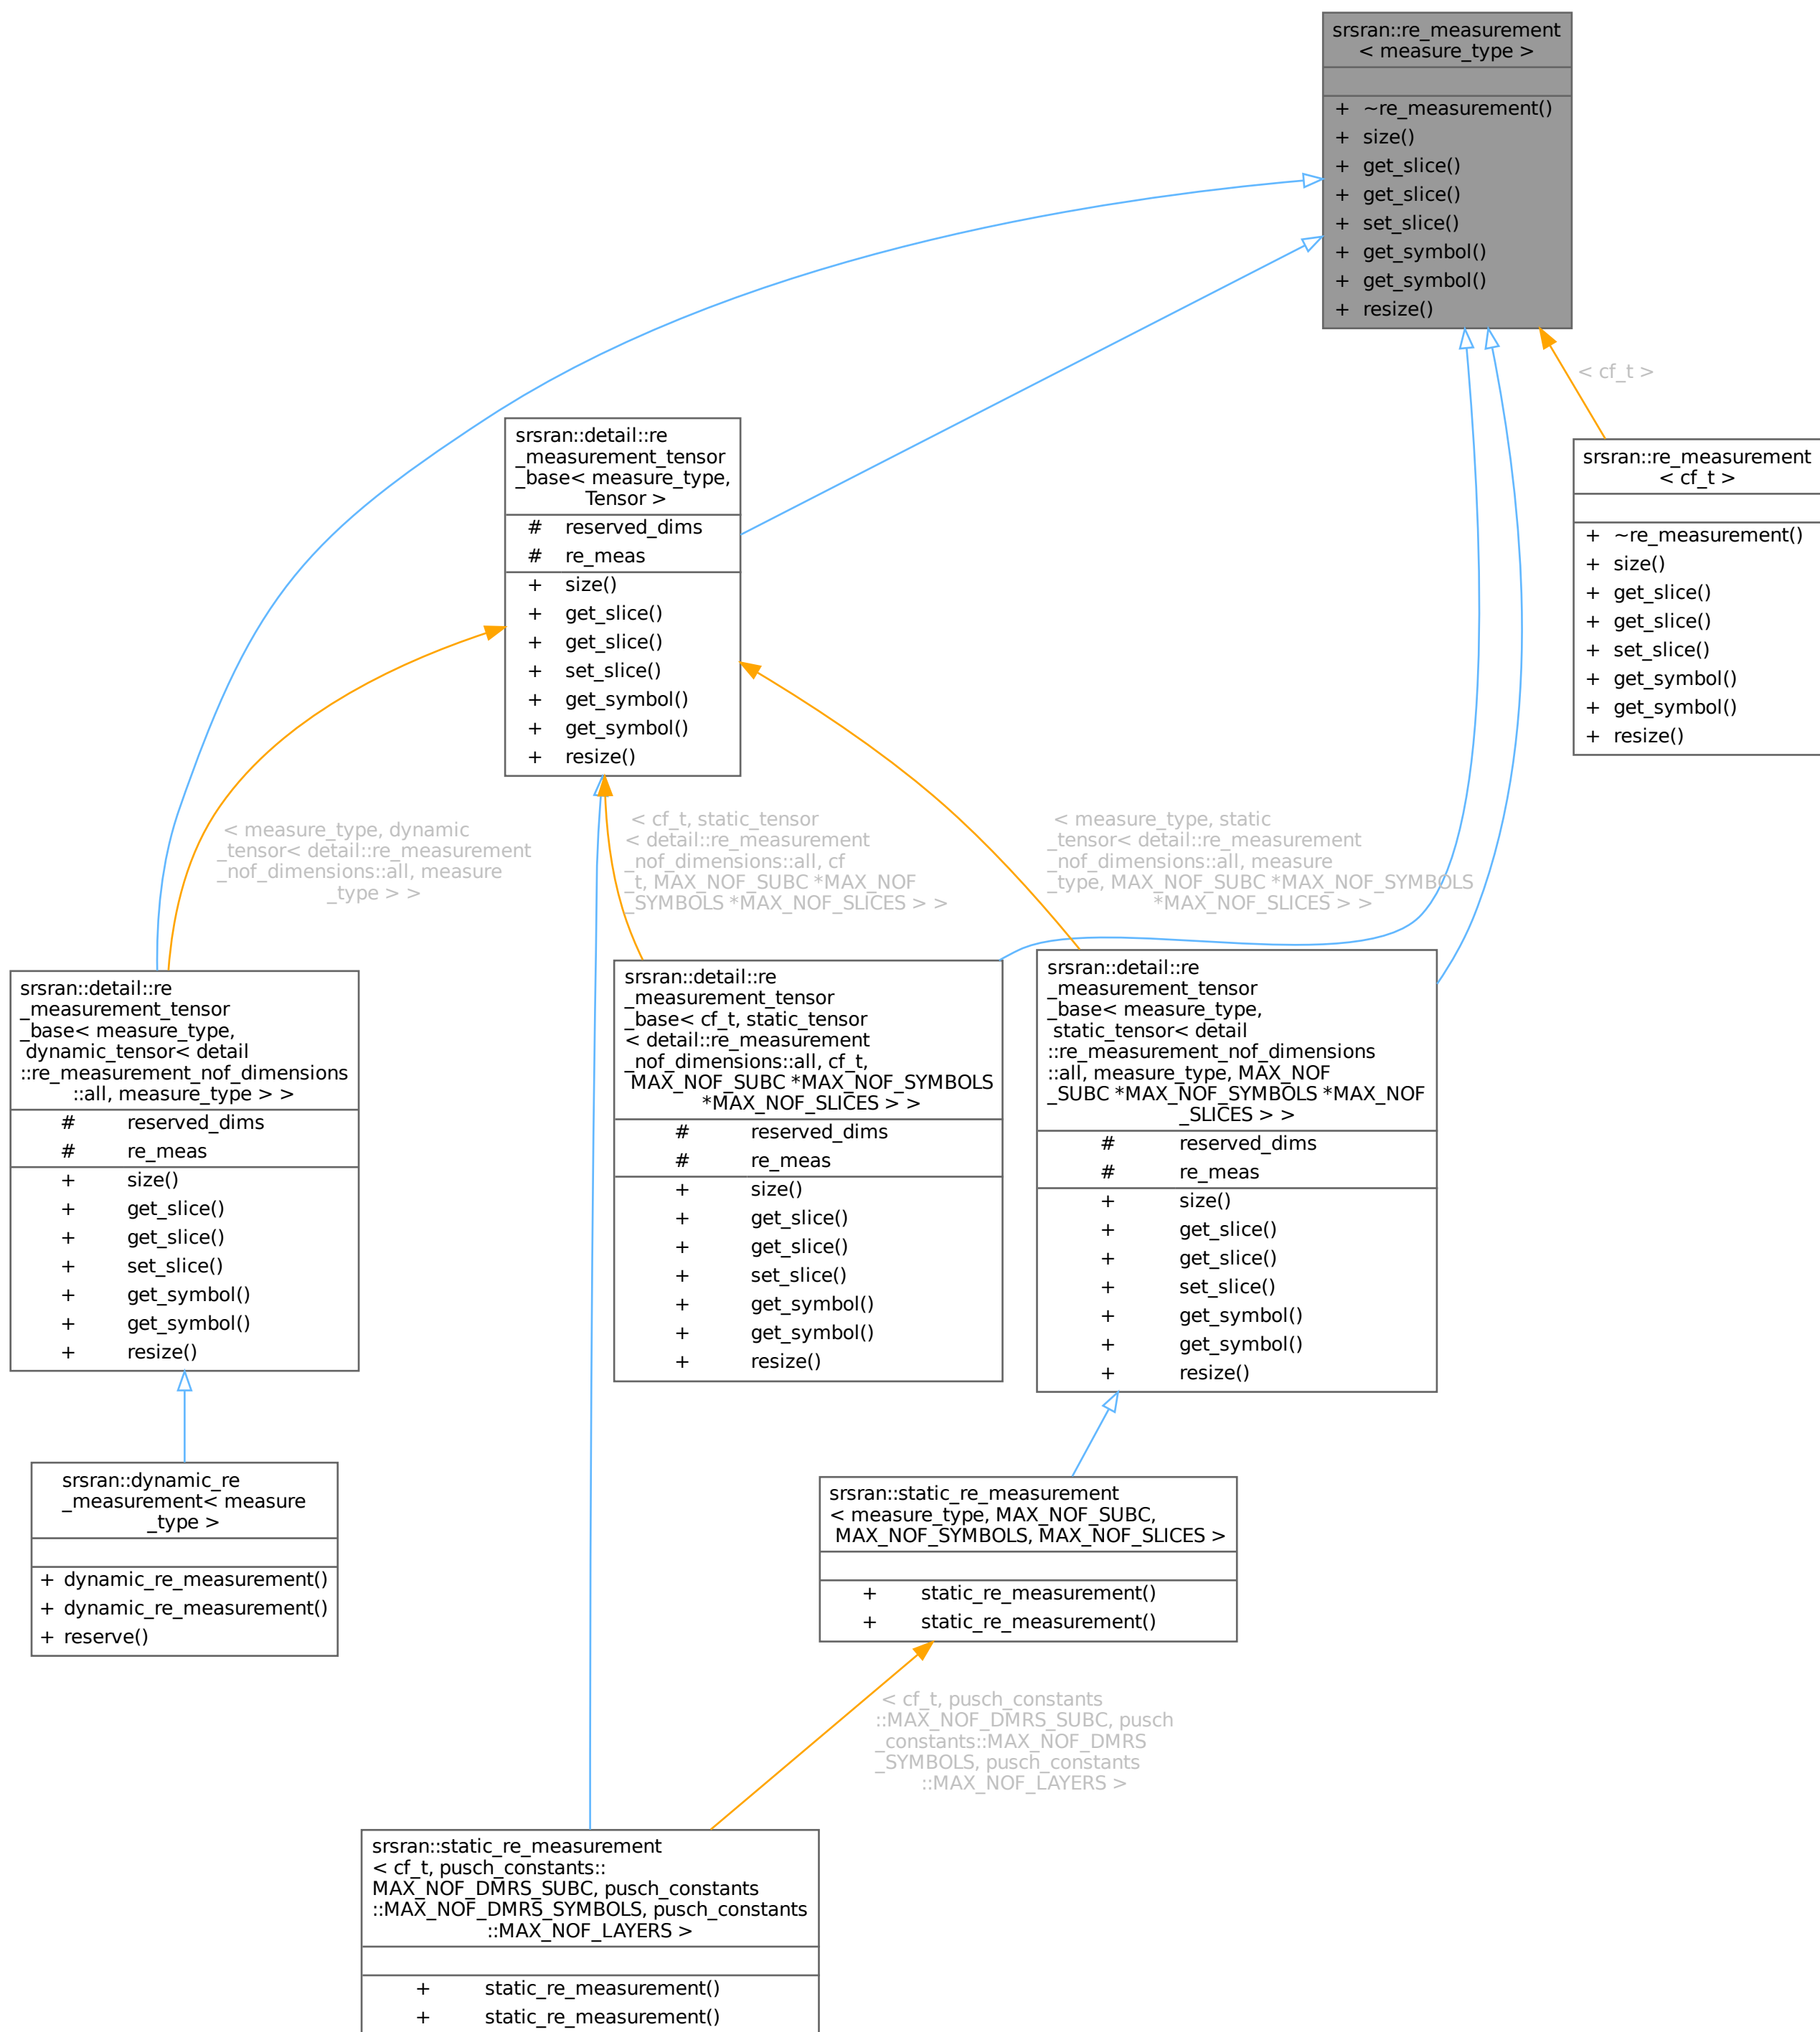 srsran::re_measurement
< measure_type >
+ ~re_measurement()
+ size()
+ get_slice()
+ get_slice()
+ set_slice()
+ get_symbol()
+ get_symbol()
+ resize()
< cf_t >
srsran::detail::re
_measurement_tensor
_base< measure_type,
Tensor >
# reserved_dims
# re_meas
+ size()
+ get_slice()
+ get_slice()
+ set_slice()
+ get_symbol()
+ get_symbol()
+ resize()
srsran::re_measurement
< cf_t >
+ ~re_measurement()
+ size()
+ get_slice()
+ get_slice()
+ set_slice()
+ get_symbol()
+ get_symbol()
+ resize()
< measure_type, dynamic
_tensor< detail::re_measurement
_nof_dimensions::all, measure
_type > >
< cf_t, static_tensor
< detail::re_measurement
_nof_dimensions::all, cf
_t, MAX_NOF_SUBC *MAX_NOF
_SYMBOLS *MAX_NOF_SLICES > >
< measure_type, static
_tensor< detail::re_measurement
_nof_dimensions::all, measure
_type, MAX_NOF_SUBC *MAX_NOF_SYMBOLS
*MAX_NOF_SLICES > >
srsran::detail::re
_measurement_tensor
_base< measure_type,
dynamic_tensor< detail
::re_measurement_nof_dimensions
::all, measure_type > >
# reserved_dims
# re_meas
+ size()
+ get_slice()
+ get_slice()
+ set_slice()
+ get_symbol()
+ get_symbol()
+ resize()
srsran::detail::re
_measurement_tensor
_base< cf_t, static_tensor
< detail::re_measurement
_nof_dimensions::all, cf_t,
MAX_NOF_SUBC *MAX_NOF_SYMBOLS
*MAX_NOF_SLICES > >
# reserved_dims
# re_meas
+ size()
+ get_slice()
+ get_slice()
+ set_slice()
+ get_symbol()
+ get_symbol()
+ resize()
srsran::detail::re
_measurement_tensor
_base< measure_type,
static_tensor< detail
::re_measurement_nof_dimensions
::all, measure_type, MAX_NOF
_SUBC *MAX_NOF_SYMBOLS *MAX_NOF
_SLICES > >
# reserved_dims
# re_meas
+ size()
+ get_slice()
+ get_slice()
+ set_slice()
+ get_symbol()
+ get_symbol()
+ resize()
srsran::dynamic_re
_measurement< measure
_type >
+ dynamic_re_measurement()
+ dynamic_re_measurement()
+ reserve()
srsran::static_re_measurement
< measure_type, MAX_NOF_SUBC,
MAX_NOF_SYMBOLS, MAX_NOF_SLICES >
+ static_re_measurement()
+ static_re_measurement()
< cf_t, pusch_constants
::MAX_NOF_DMRS_SUBC, pusch
_constants::MAX_NOF_DMRS
_SYMBOLS, pusch_constants
::MAX_NOF_LAYERS >
srsran::static_re_measurement
< cf_t, pusch_constants::
MAX_NOF_DMRS_SUBC, pusch_constants
::MAX_NOF_DMRS_SYMBOLS, pusch_constants
::MAX_NOF_LAYERS >
+ static_re_measurement()
+ static_re_measurement()